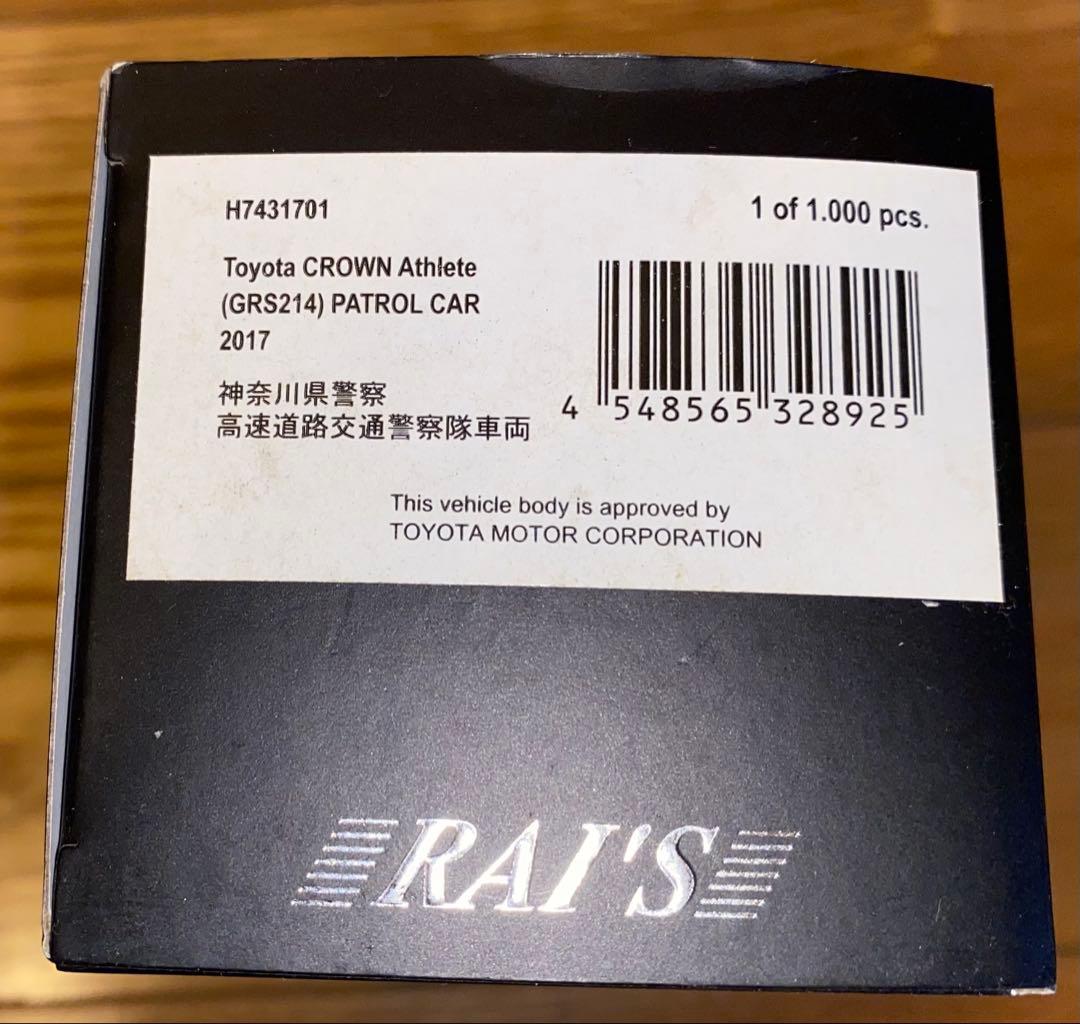 H7431701
1 of 1.000 pcs.
Toyota CROWN Athlete
(GRS214) PATROL CAR
2017
神奈川県警察
高速道路交通警察隊車両
4 548565 328925
This vehicle body is approved by
TOYOTA MOTOR CORPORATION
RAI'S